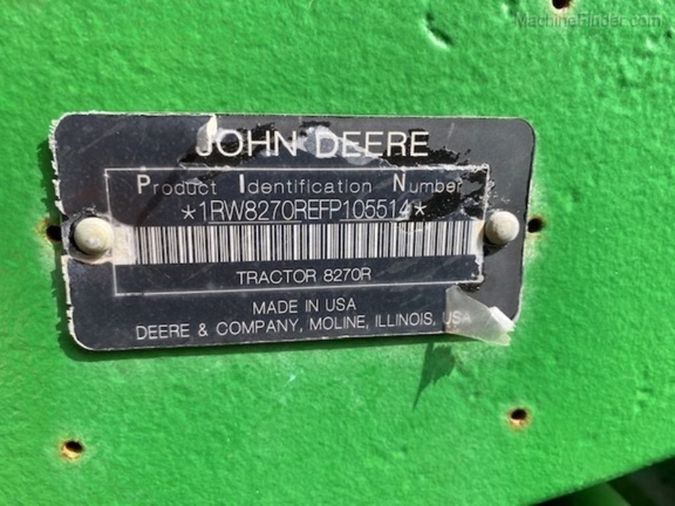 MachineFinder.com
JOHN DEERE
Product Identification Number
*1RW8270REFP105514*
TRACTOR 8270R
MADE IN USA
DEERE & COMPANY, MOLINE, ILLINOIS, USA